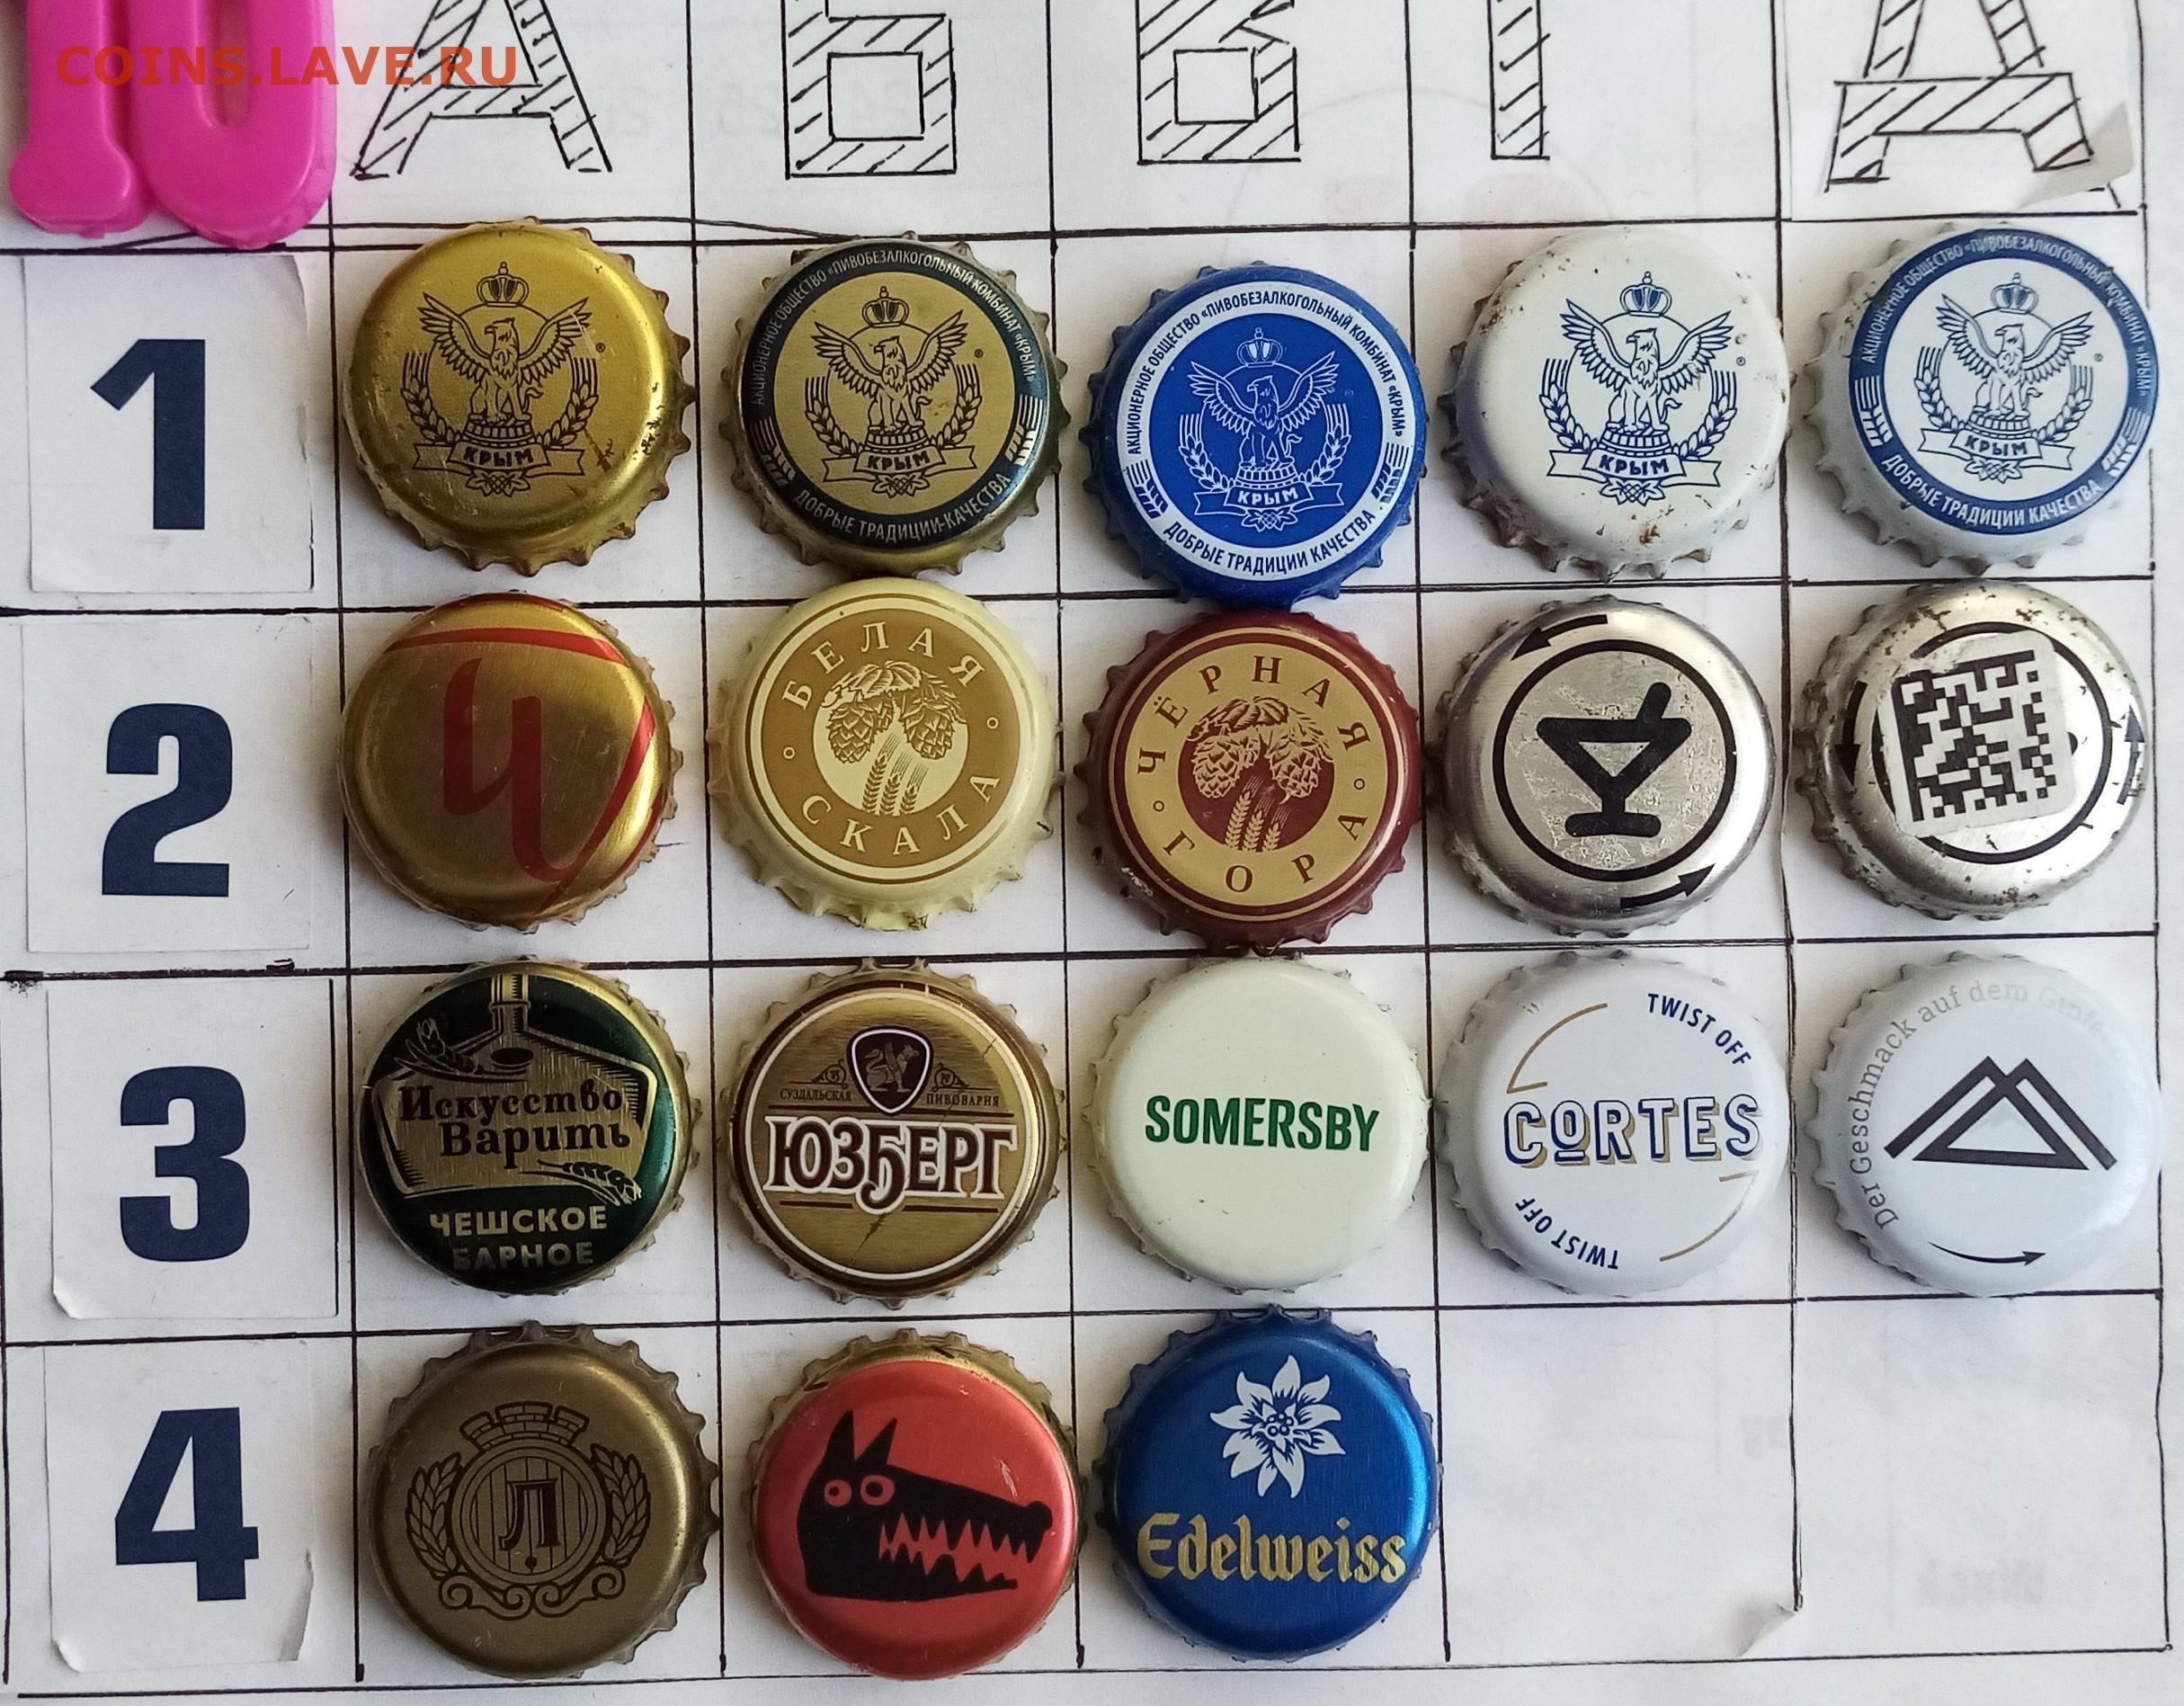 10
COINS.LAVE.RU
А Б В Г Д
1
КРЫМ ®
АКЦИОНЕРНОЕ ОБЩЕСТВО «ПИВОБЕЗАЛКОГОЛЬНЫЙ КОМБИНАТ «КРЫМ»
КРЫМ ®
ДОБРЫЕ ТРАДИЦИИ КАЧЕСТВА
АКЦИОНЕРНОЕ ОБЩЕСТВО «ПИВОБЕЗАЛКОГОЛЬНЫЙ КОМБИНАТ «КРЫМ»
КРЫМ ®
ДОБРЫЕ ТРАДИЦИИ КАЧЕСТВА
КРЫМ ®
АКЦИОНЕРНОЕ ОБЩЕСТВО «ПИВОБЕЗАЛКОГОЛЬНЫЙ КОМБИНАТ «КРЫМ»
КРЫМ ®
ДОБРЫЕ ТРАДИЦИИ КАЧЕСТВА
2
Ч
БЕЛАЯ
СКАЛА
ЧЁРНАЯ
ГОРА
3
Искусство
Варить
ЧЕШСКОЕ
БАРНОЕ
СУЗДАЛЬСКАЯ ПИВОВАРНЯ
ЮЗБЕРГ
SOMERSBY
TWIST OFF
CORTES
TWIST OFF
Der Geschmack auf dem
4
Л
Edelweiss